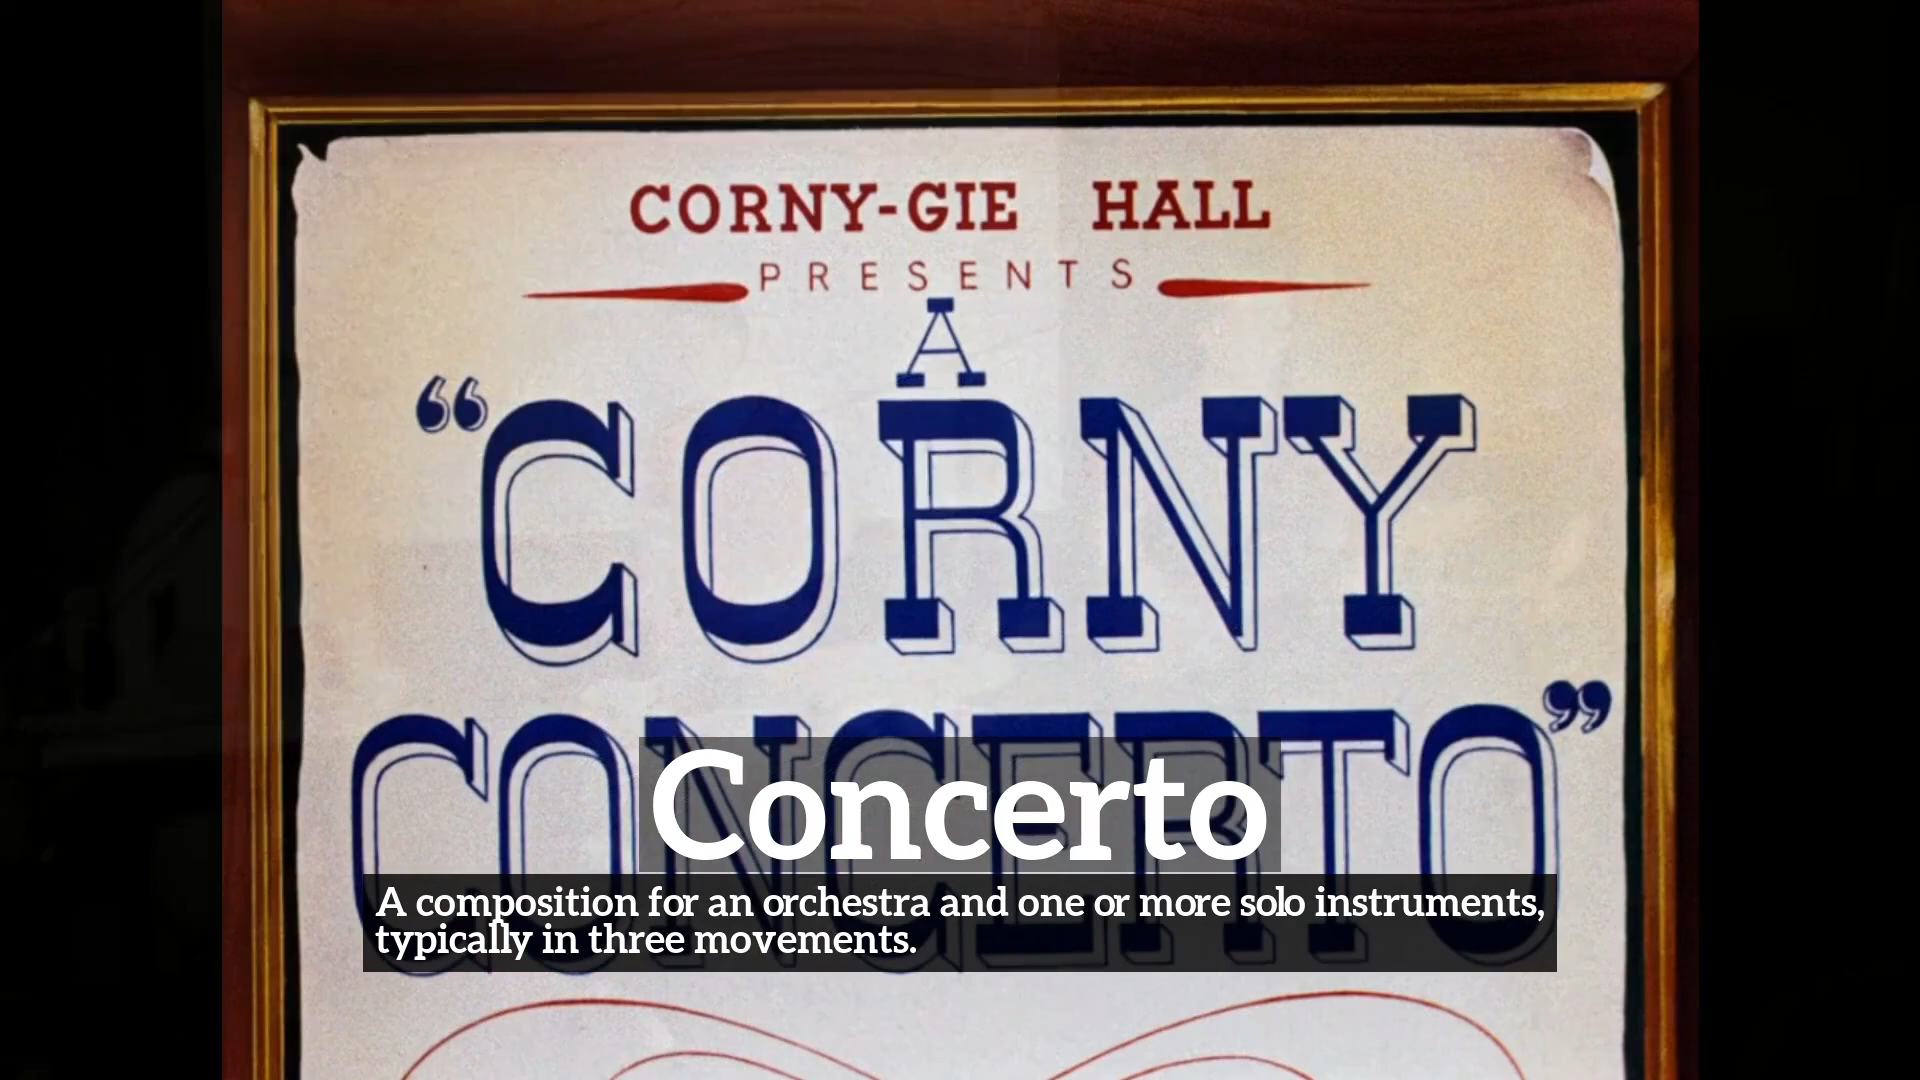 CORNY-GIE HALL
PRESENTS
A
“CORNY
CONCERTO”
Concerto
A composition for an orchestra and one or more solo instruments,
typically in three movements.